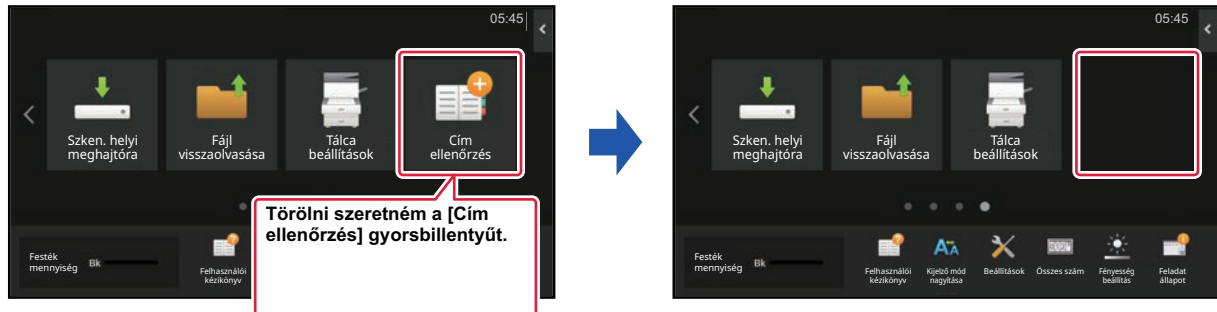 05:45
Szken. helyi
meghajtóra
Fájl
visszaolvasása
Tálca
beállítások
Cím
ellenőrzés
Törölni szeretném a [Cím
ellenőrzés] gyorsbillentyűt.
Festék
mennyiség
Bk
Felhasználói
kézikönyv
05:45
Szken. helyi
meghajtóra
Fájl
visszaolvasása
Tálca
beállítások
Festék
mennyiség
Bk
Felhasználói
kézikönyv
Kijelző mód
nagyítása
Beállítások
Összes szám
Fényesség
beállítás
Feladat
állapot